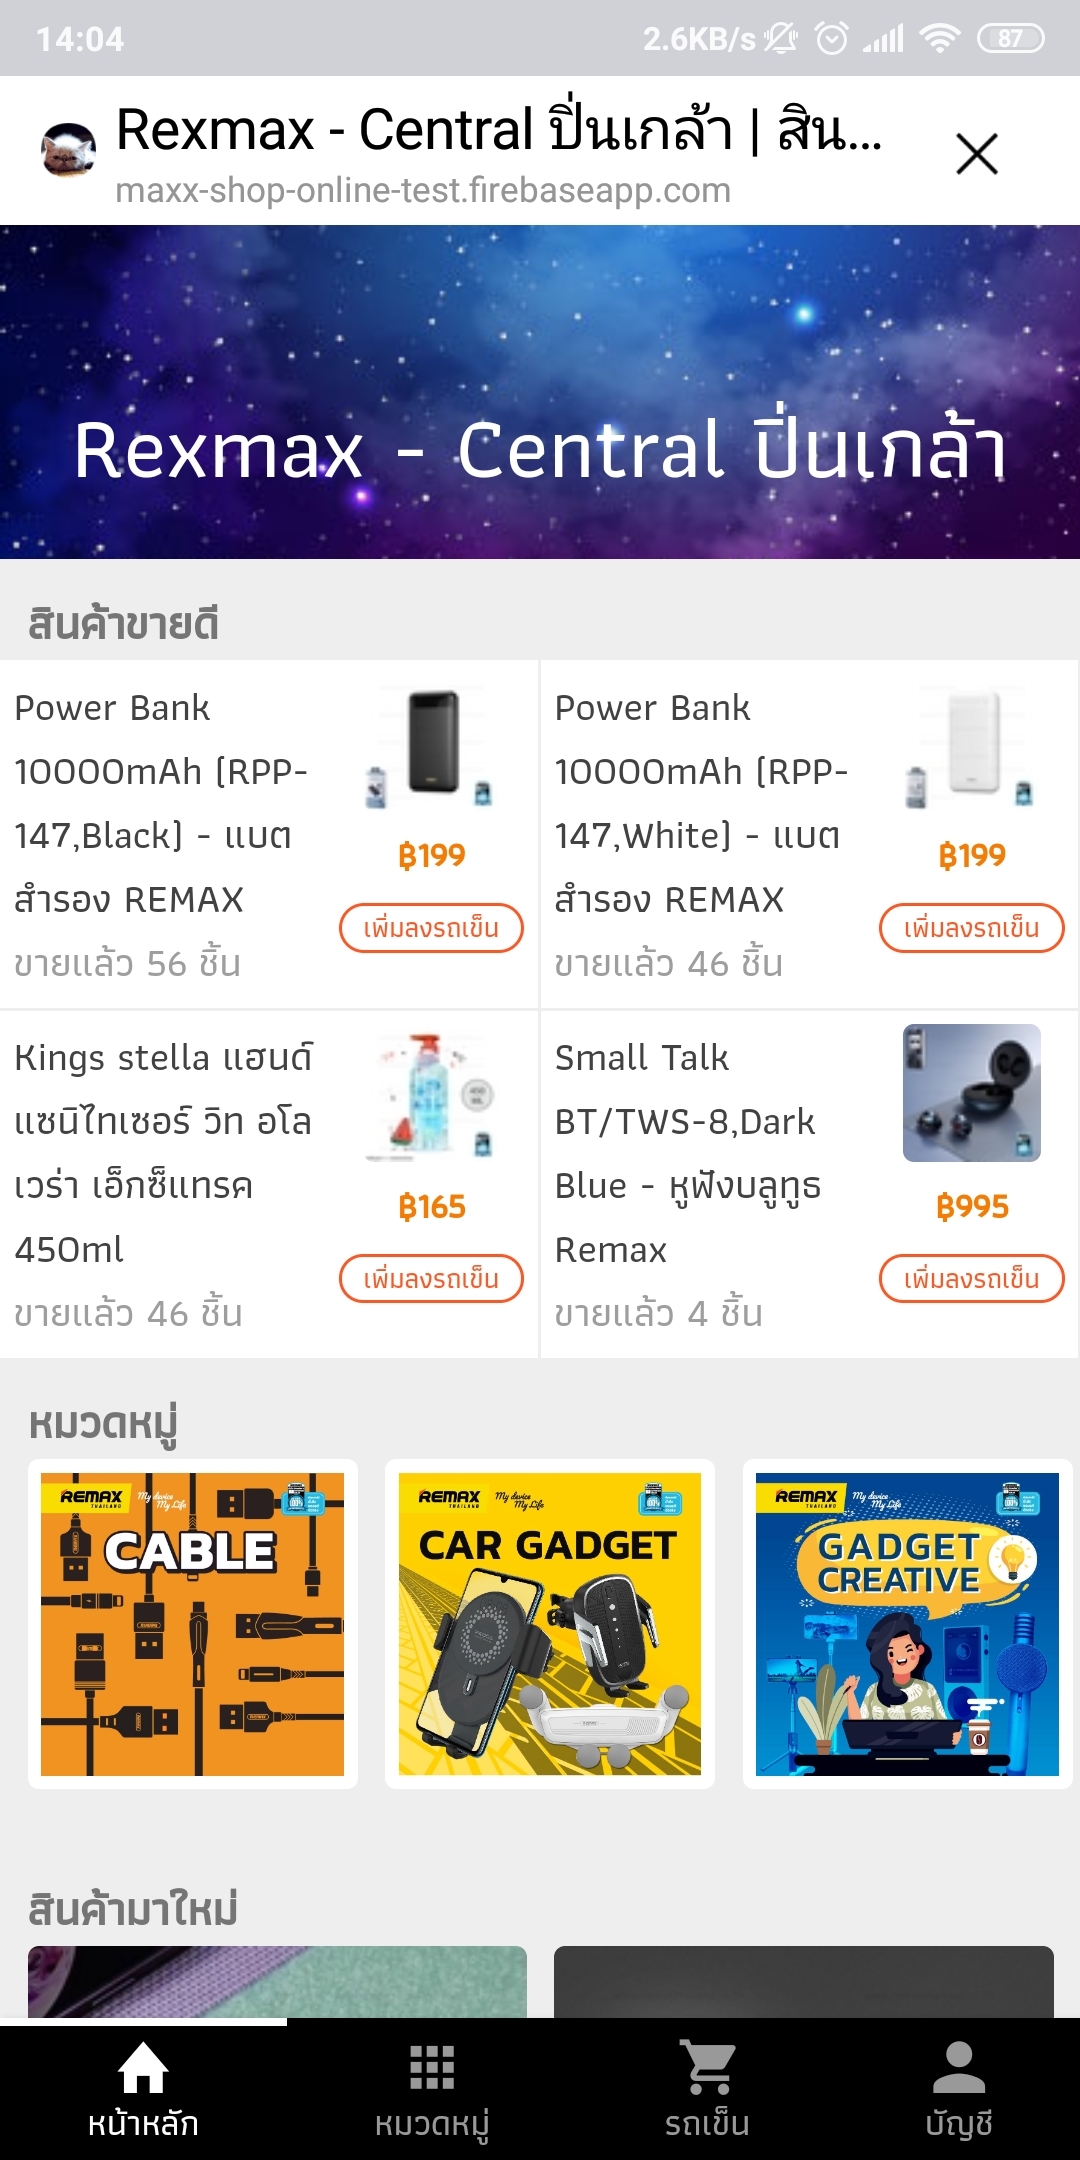 14:04
2.6KB/s
87
Rexmax - Central ปิ่นเกล้า | สิน...
maxx-shop-online-test.firebaseapp.com
Rexmax - Central ปิ่นเกล้า
สินค้าขายดี
Power Bank
10000mAh (RPP-
147,Black) - แบต
สำรอง REMAX
ขายแล้ว 56 ชิ้น
฿199
เพิ่มลงรถเข็น
Power Bank
10000mAh (RPP-
147,White) - แบต
สำรอง REMAX
ขายแล้ว 46 ชิ้น
฿199
เพิ่มลงรถเข็น
Kings stella แฮนด์
แซนิไทเซอร์ วิท อโล
เวร่า เอ็กซ์แทรค
450ml
ขายแล้ว 46 ชิ้น
฿165
เพิ่มลงรถเข็น
Small Talk
BT/TWS-8,Dark
Blue - หูฟังบลูทูธ
Remax
ขายแล้ว 4 ชิ้น
฿995
เพิ่มลงรถเข็น
หมวดหมู่
REMAX
THAILAND
My device
My Life
CABLE
REMAX
THAILAND
My device
My Life
CAR GADGET
REMAX
THAILAND
My device
My Life
GADGET
CREATIVE
สินค้ามาใหม่
หน้าหลัก
หมวดหมู่
รถเข็น
บัญชี